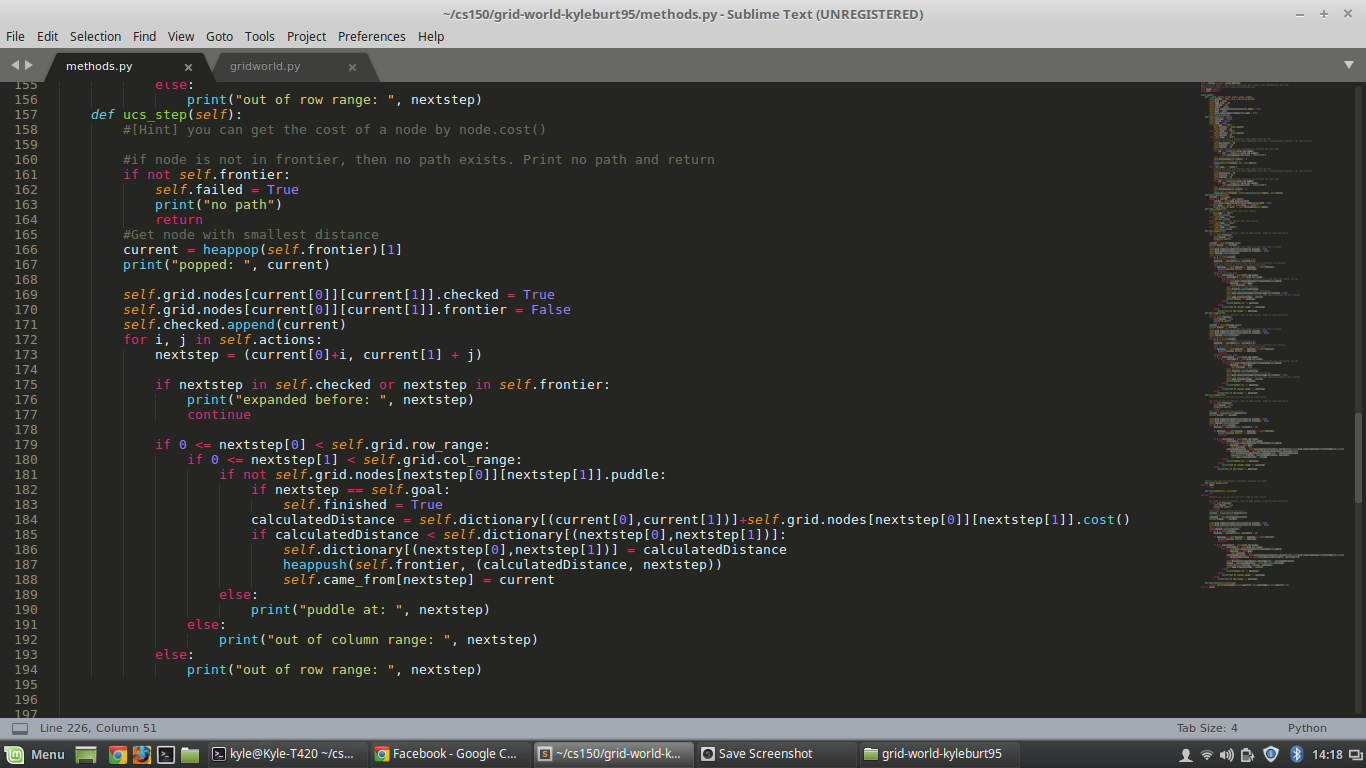 ~/cs150/grid-world-kyleburt95/methods.py - Sublime Text (UNREGISTERED)
File Edit Selection Find View Goto Tools Project Preferences Help
methods.py gridworld.py
155 else:
156 print("out of row range: ", nextstep)
157 def ucs_step(self):
158 #[Hint] you can get the cost of a node by node.cost()
159
160 #if node is not in frontier, then no path exists. Print no path and return
161 if not self.frontier:
162 self.failed = True
163 print("no path")
164 return
165 #Get node with smallest distance
166 current = heappop(self.frontier)[1]
167 print("popped: ", current)
168
169 self.grid.nodes[current[0]][current[1]].checked = True
170 self.grid.nodes[current[0]][current[1]].frontier = False
171 self.checked.append(current)
172 for i, j in self.actions:
173 nextstep = (current[0]+i, current[1] + j)
174
175 if nextstep in self.checked or nextstep in self.frontier:
176 print("expanded before: ", nextstep)
177 continue
178
179 if 0 <= nextstep[0] < self.grid.row_range:
180 if 0 <= nextstep[1] < self.grid.col_range:
181 if not self.grid.nodes[nextstep[0]][nextstep[1]].puddle:
182 if nextstep == self.goal:
183 self.finished = True
184 calculatedDistance = self.dictionary[(current[0],current[1])]+self.grid.nodes[nextstep[0]][nextstep[1]].cost()
185 if calculatedDistance < self.dictionary[(nextstep[0],nextstep[1])]:
186 self.dictionary[(nextstep[0],nextstep[1])] = calculatedDistance
187 heappush(self.frontier, (calculatedDistance, nextstep))
188 self.came_from[nextstep] = current
189 else:
190 print("puddle at: ", nextstep)
191 else:
192 print("out of column range: ", nextstep)
193 else:
194 print("out of row range: ", nextstep)
195
196
197
Line 226, Column 51 Tab Size: 4 Python
Menu kyle@Kyle-T420 ~/cs... Facebook - Google C... ~/cs150/grid-world-k... Save Screenshot grid-world-kyleburt95 14:18